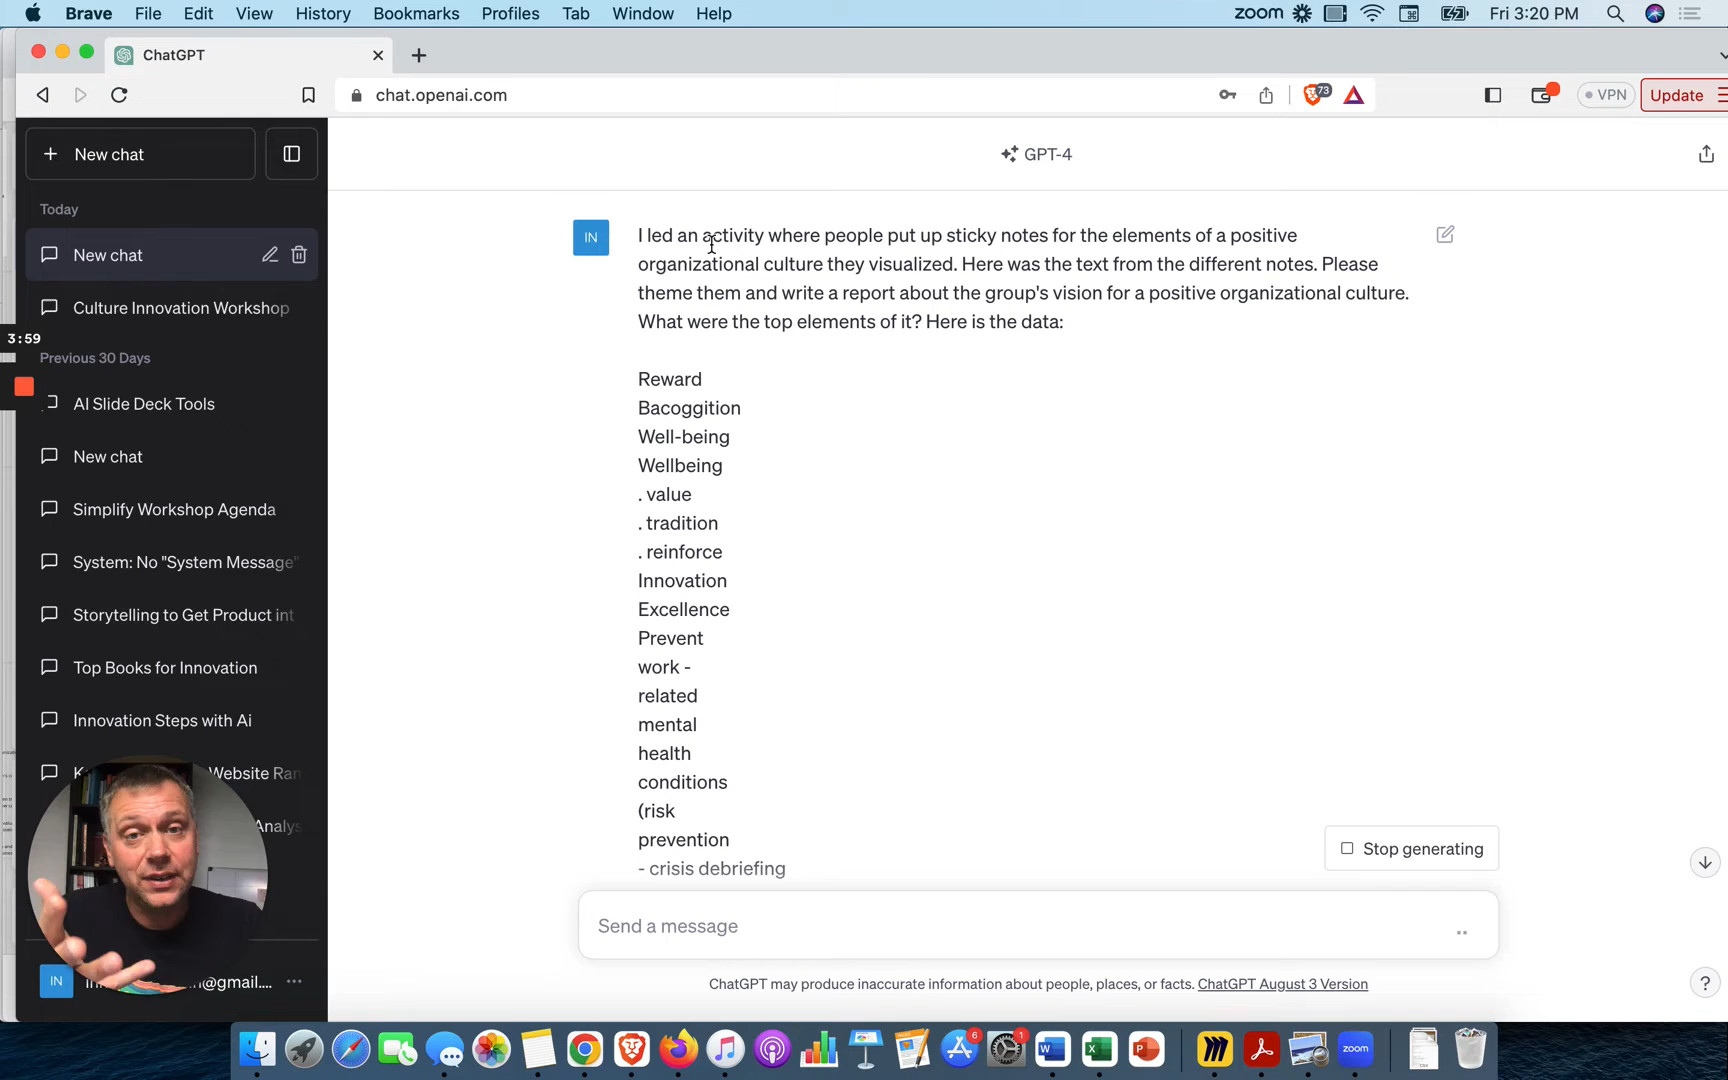 Brave File Edit View History Bookmarks Profiles Tab Window Help
zoom Fri 3:20 PM
ChatGPT
chat.openai.com
73
VPN
Update
New chat
GPT-4
Today
New chat
Culture Innovation Workshop
3:59
Previous 30 Days
AI Slide Deck Tools
New chat
Simplify Workshop Agenda
System: No "System Message"
Storytelling to Get Product int
Top Books for Innovation
Innovation Steps with Ai
Website Ran
Analys
IN
@gmail....
IN
I led an activity where people put up sticky notes for the elements of a positive
organizational culture they visualized. Here was the text from the different notes. Please
theme them and write a report about the group's vision for a positive organizational culture.
What were the top elements of it? Here is the data:
Reward
Bacoggition
Well-being
Wellbeing
. value
. tradition
. reinforce
Innovation
Excellence
Prevent
work -
related
mental
health
conditions
(risk
prevention
- crisis debriefing
Stop generating
Send a message
ChatGPT may produce inaccurate information about people, places, or facts. ChatGPT August 3 Version
?
6
1
zoom